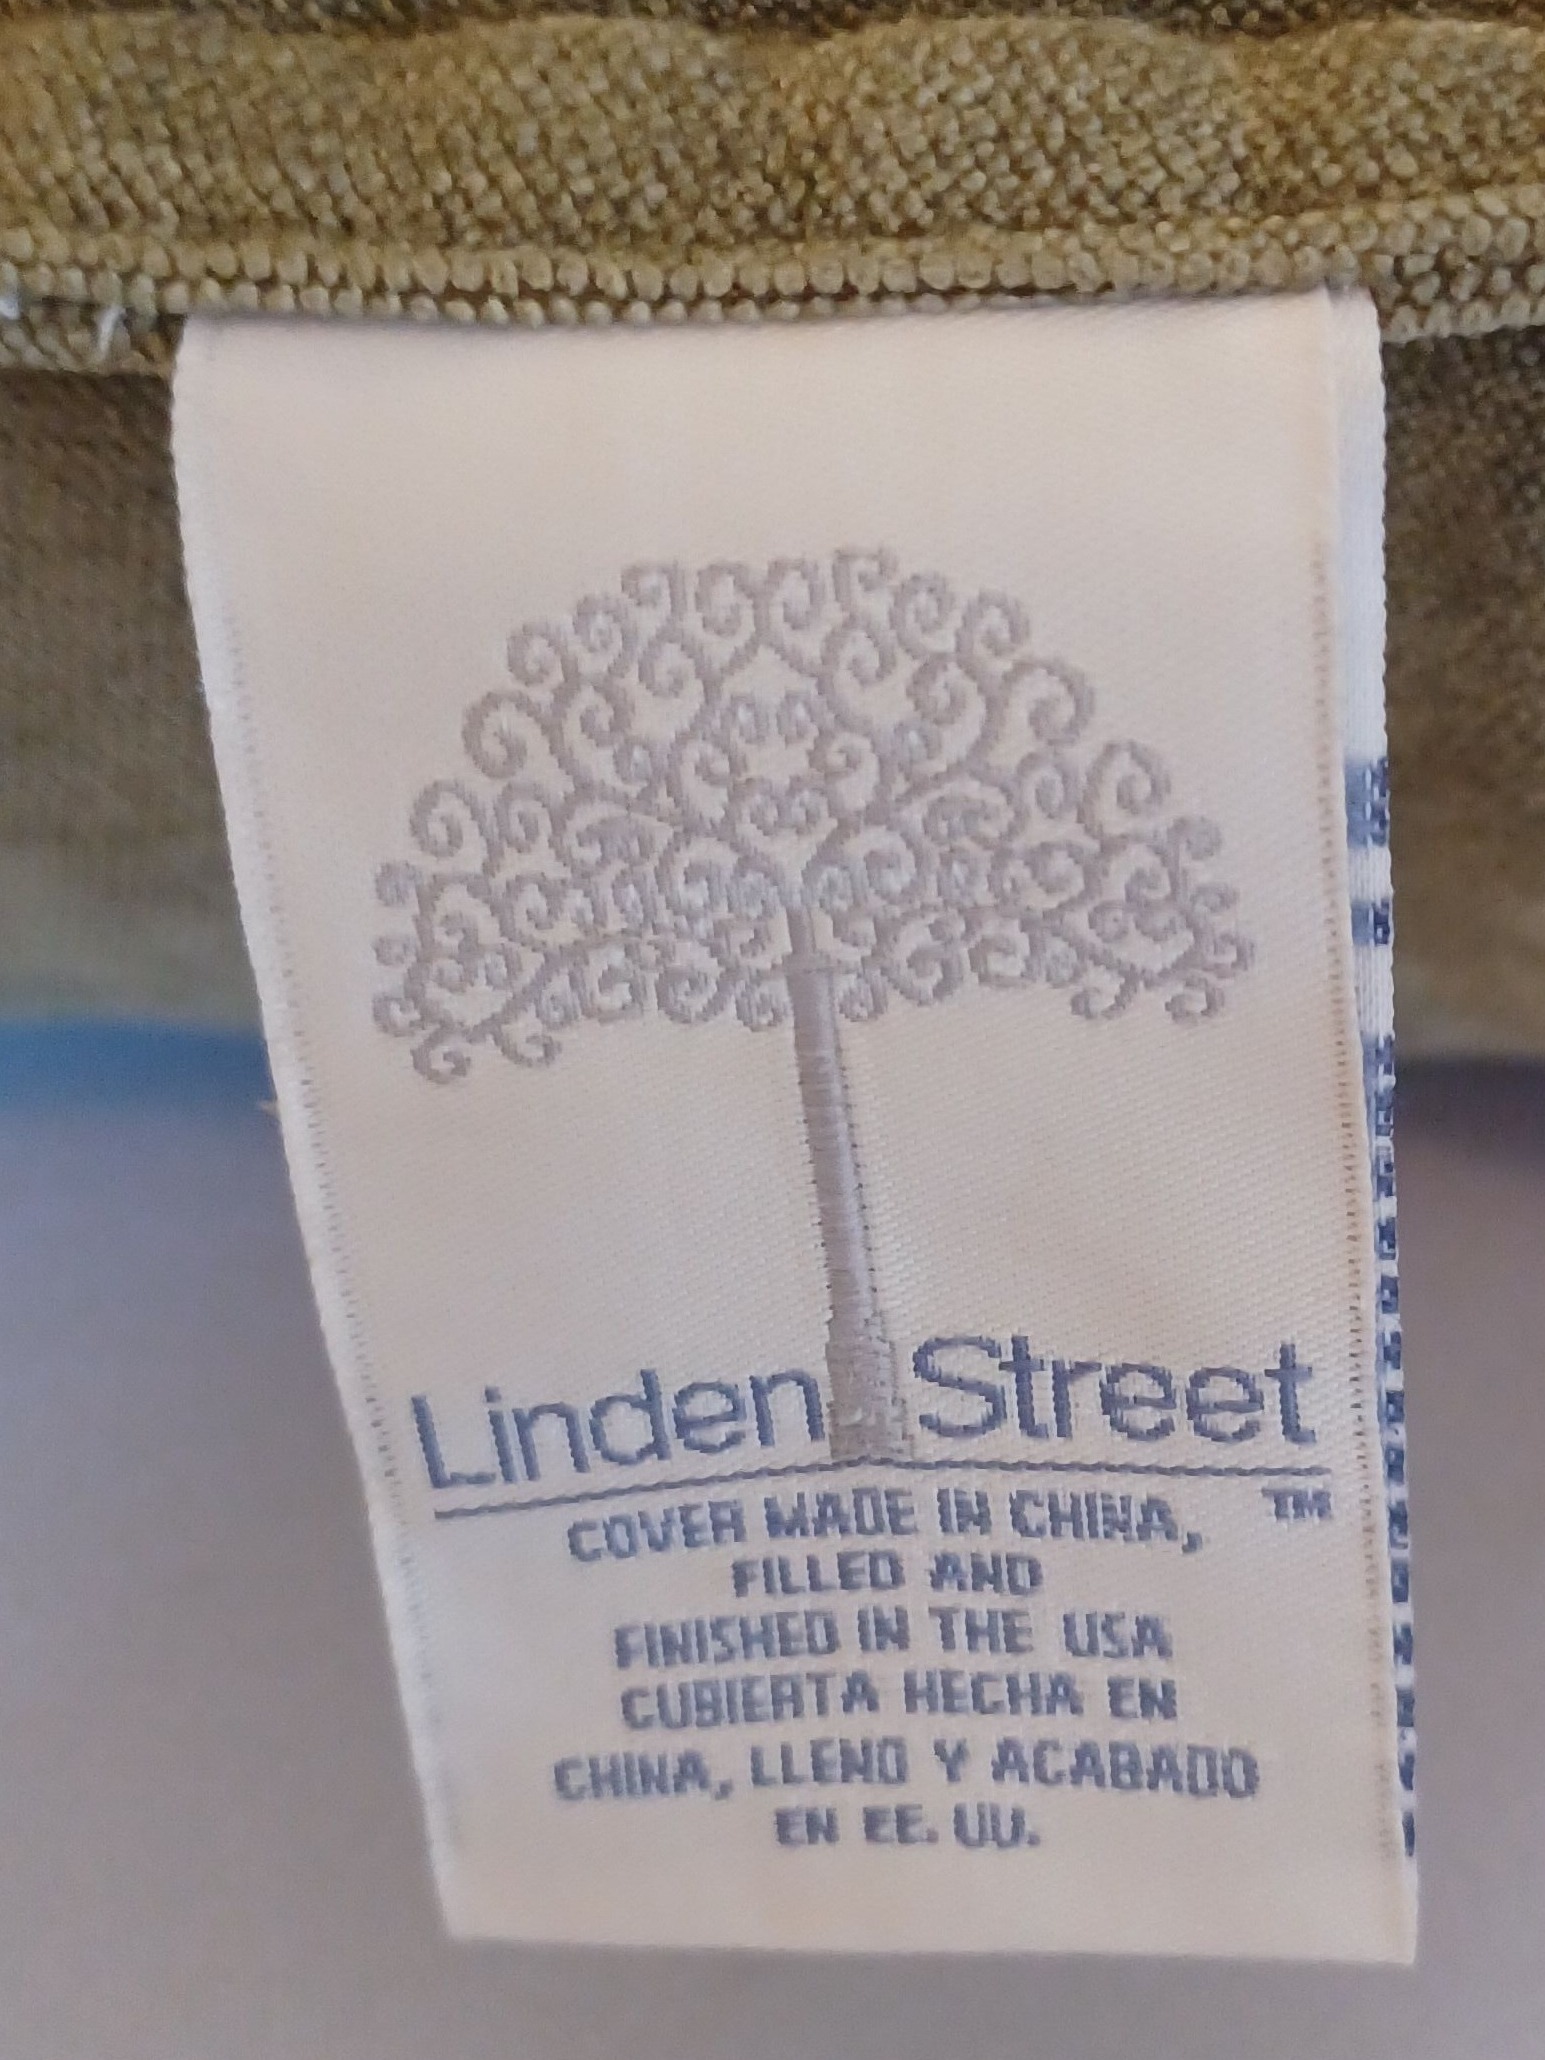 Linden Street
TM
COVER MADE IN CHINA,
FILLED AND
FINISHED IN THE USA
CUBIERTA HECHA EN
CHINA, LLENO Y ACABADO
EN EE. UU.